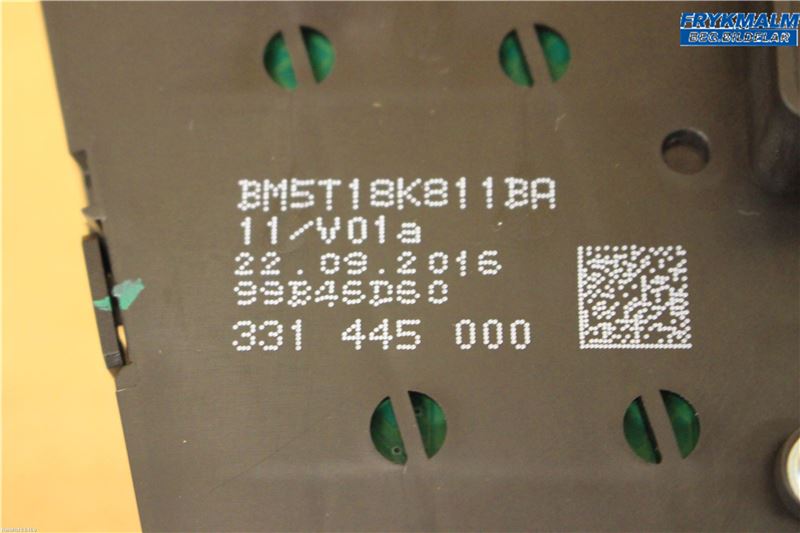 FRYKMALM
BEG.BILDELAR
BM5T18K811BA
11/V01a
22.09.2016
99B46D60
331 445 000